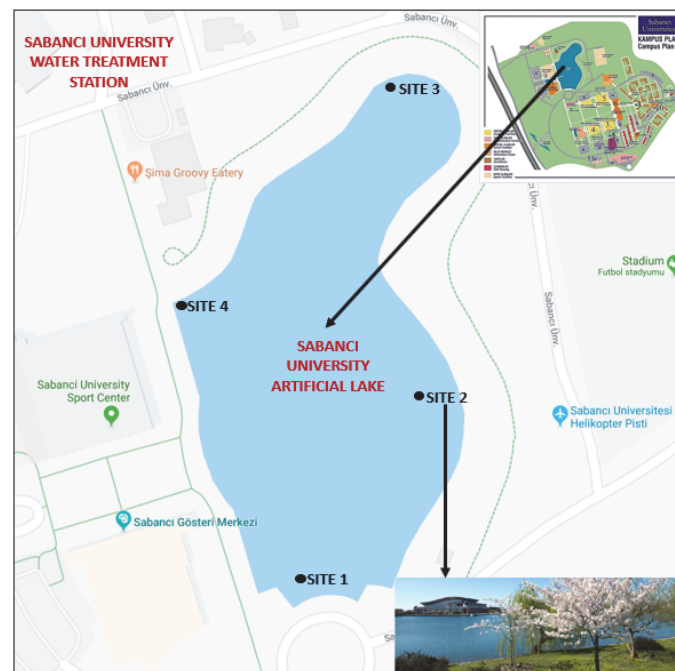 SABANCI UNIVERSITY
WATER TREATMENT
STATION
Sabancı Ünv.
Sabancı Ünv.
Sabancı
Üniversitesi
KAMPUS PLA
Campus Plan
SITE 3
Şima Groovy Eatery
Stadium
Futbol stadyumu
Sabancı Ünv.
SITE 4
SABANCI
UNIVERSITY
ARTIFICIAL LAKE
Sabanci University
Sport Center
SITE 2
Sabancı Universitesi
Helikopter Pisti
Sabancı Gösteri Merkezi
SITE 1